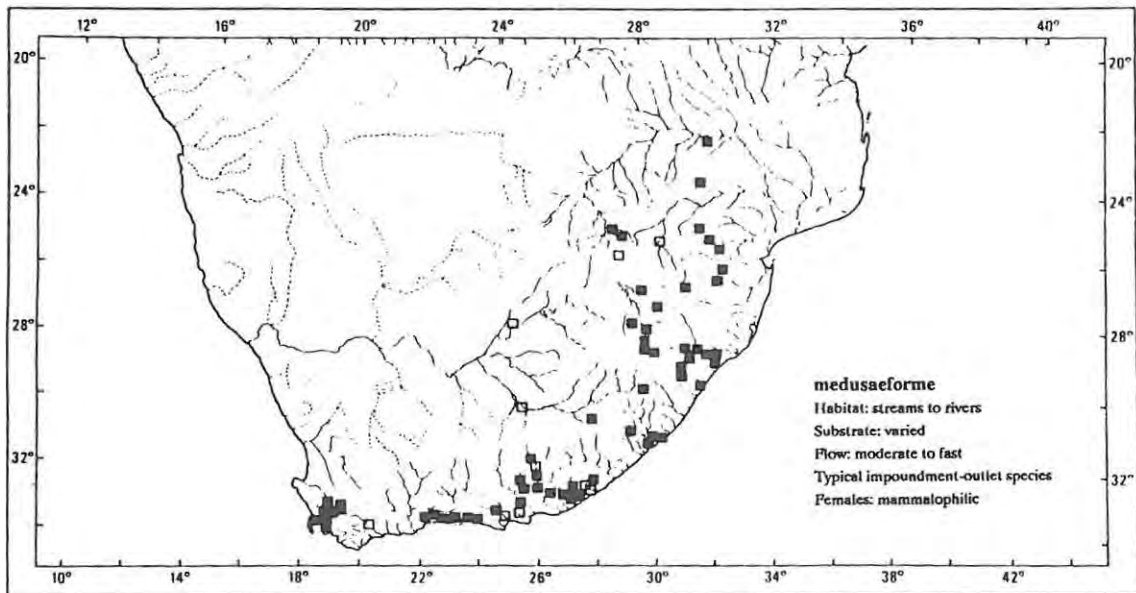 12° 16° 20° 24° 28° 32° 36° 40°
20° 20°
24° 24°
28° 28°
medusaeforme
Habitat: streams to rivers
Substrate: varied
Flow: moderate to fast
Typical impoundment-outlet species
Females: mammalophilic
32° 32°
10° 14° 18° 22° 26° 30° 34° 38° 42°